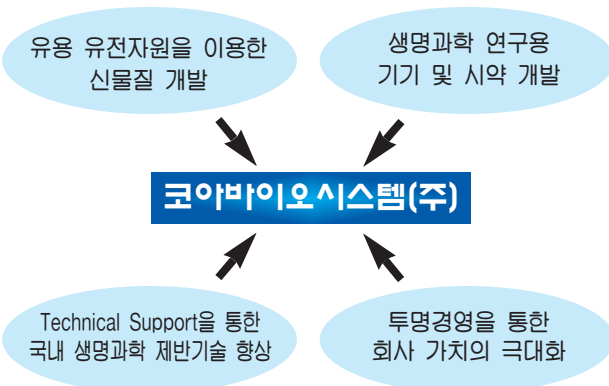 유용 유전자원을 이용한
신물질 개발
생명과학 연구용
기기 및 시약 개발
코아바이오시스템(주)
Technical Support을 통한
국내 생명과학 제반기술 향상
투명경영을 통한
회사 가치의 극대화